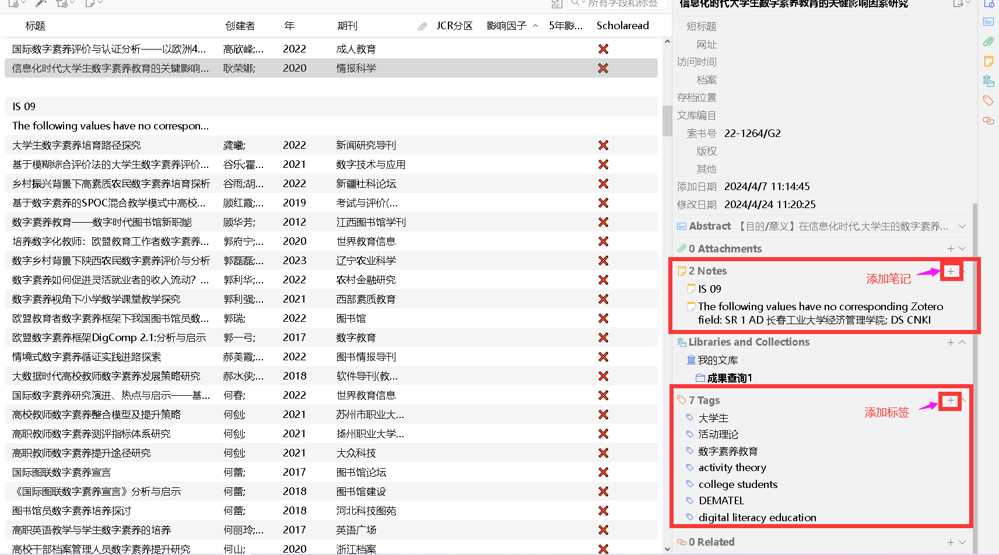 所有字段和标签
标题 创建者 年 期刊 JCR分区 影响因子 5年影... Scholaread
国际数字素养评价与认证分析——以欧洲4... 高欣峰;... 2022 成人教育
信息化时代大学生数字素养教育的关键影响... 耿荣娜; 2020 情报科学
IS 09
The following values have no correspon...
大学生数字素养培育路径探究 龚曦; 2022 新闻研究导刊
基于模糊综合评价法的大学生数字素养评价... 谷乐;霍... 2021 数字技术与应用
乡村振兴背景下高素质农民数字素养培育探析 谷雨;胡... 2022 新疆社科论坛
基于数字素养的SPOC混合教学模式中高校... 顾红霞;... 2019 考试与评价(...
数字素养教育——数字时代图书馆新职能 顾华芳; 2012 江西图书馆学刊
培养数字化教师：欧盟教育工作者数字素养... 郭府宁;... 2020 世界教育信息
数字乡村背景下陕西农民数字素养评价与分析 郭磊磊;... 2023 辽宁农业科学
数字素养如何促进灵活就业者的收入流动？... 郭利华;... 2022 农村金融研究
数字素养视角下小学数学课堂教学探究 郭利强;... 2021 西部素质教育
欧盟教育者数字素养框架下我国图书馆员数... 郭瑞; 2022 图书馆
欧盟数字素养框架DigComp 2.1:分析与启示 郭一弓; 2017 数字教育
情境式数字素养循证实践进路探索 郝美霞;... 2022 图书情报导刊
大数据时代高校教师数字素养发展策略研究 郝水侠;... 2018 软件导刊(教...
国际数字素养研究演进、热点与启示——基... 何春; 2022 世界教育信息
高校教师数字素养整合模型及提升策略 何剑; 2021 苏州市职业大...
高职教师数字素养测评指标体系研究 何剑; 2021 扬州职业大学...
高职教师数字素养提升途径研究 何剑; 2021 大众科技
国际图联数字素养宣言 何蕾; 2017 图书馆论坛
《国际图联数字素养宣言》分析与启示 何蕾; 2018 图书馆建设
图书馆员数字素养培养探讨 何蕾; 2018 河北科技图苑
高职英语教学与学生数字素养的培养 何丽玲;... 2017 英语广场
高校干部档案管理人员数字素养提升研究 何山; 2020 浙江档案
信息化时代大学生数字素养教育的关键影响因素研究
短标题
网址
访问时间
档案
存档位置
文库编目
索书号 22-1264/G2
版权
其他
添加日期 2024/4/7 11:14:45
修改日期 2024/4/24 11:20:25
Abstract 【目的/意义】在信息化时代,大学生的数字素养...
0 Attachments
2 Notes
添加笔记
IS 09
The following values have no corresponding Zotero
field: SR 1 AD 长春工业大学经济管理学院; DS CNKI
Libraries and Collections
我的文库
成果查询1
7 Tags
添加标签
大学生
活动理论
数字素养教育
activity theory
college students
DEMATEL
digital literacy education
0 Related